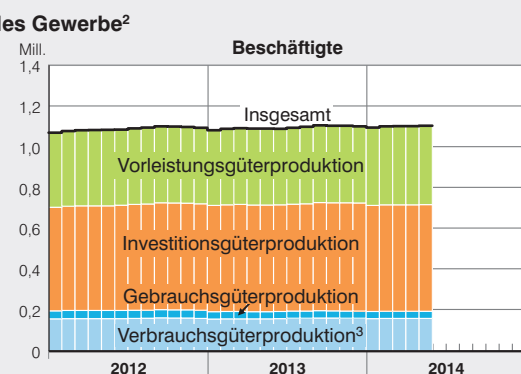 des Gewerbe²
Mill.
Beschäftigte
1,4
1,2
1,0
0,8
0,6
0,4
0,2
0
Insgesamt
Vorleistungsgüterproduktion
Investitionsgüterproduktion
Gebrauchsgüterproduktion
Verbrauchsgüterproduktion³
2012
2013
2014